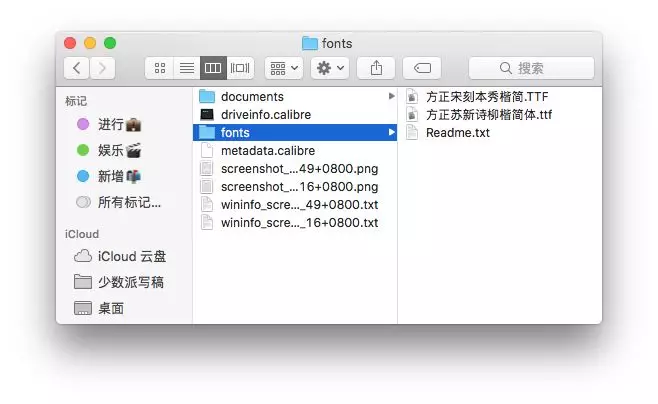 fonts
搜索
标记
进行💼
娱乐🎬
新增📬
所有标记...
iCloud
iCloud 云盘
少数派写稿
桌面
documents
driveinfo.calibre
fonts
metadata.calibre
screenshot_...49+0800.png
screenshot_...16+0800.png
wininfo_scre..._49+0800.txt
wininfo_scre..._16+0800.txt
方正宋刻本秀楷简.TTF
方正苏新诗柳楷简体.ttf
Readme.txt